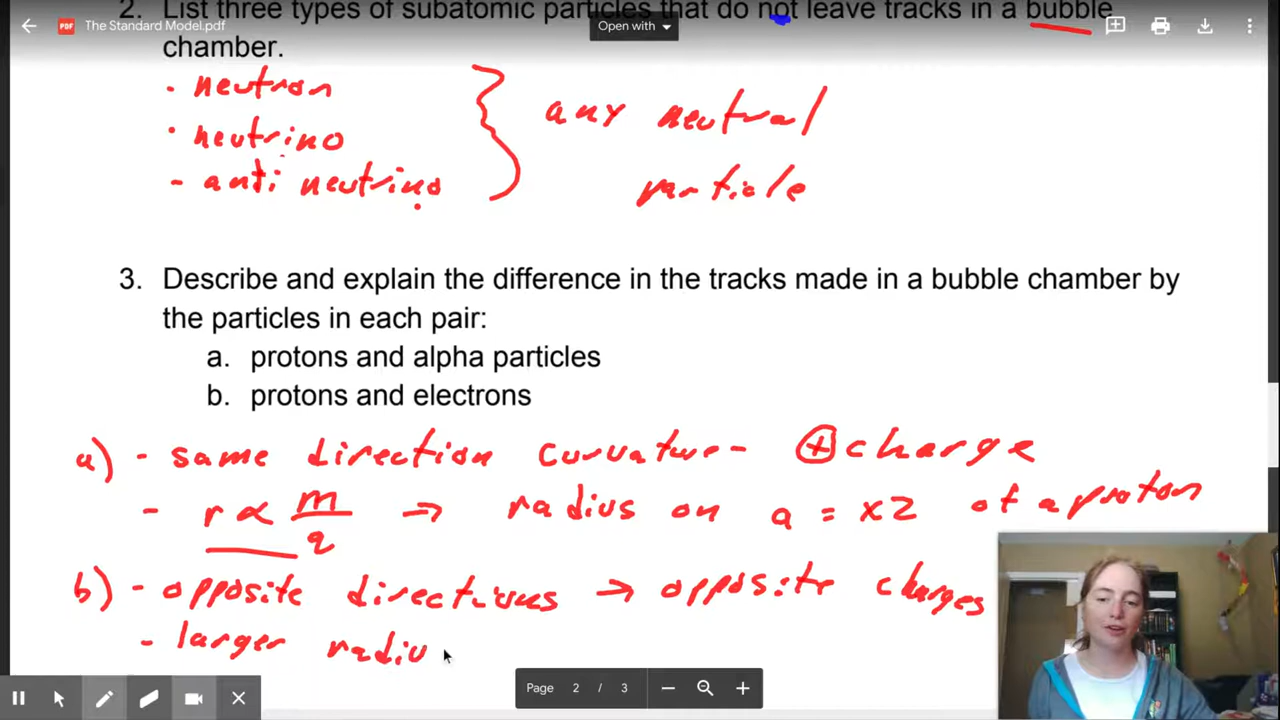 2. List three types of subatomic particles that do not leave tracks in a bubble
The Standard Model.pdf
Open with
chamber.
· neutron
· neutrino
- anti neutrino
any neutral
particle
3. Describe and explain the difference in the tracks made in a bubble chamber by
the particles in each pair:
a. protons and alpha particles
b. protons and electrons
a) - same direction curvature - ⊕ charge
- r ∝ m/q → radius on a = x2 of a proton
b) - opposite directions → opposite charges
- larger radiu
Page 2 / 3